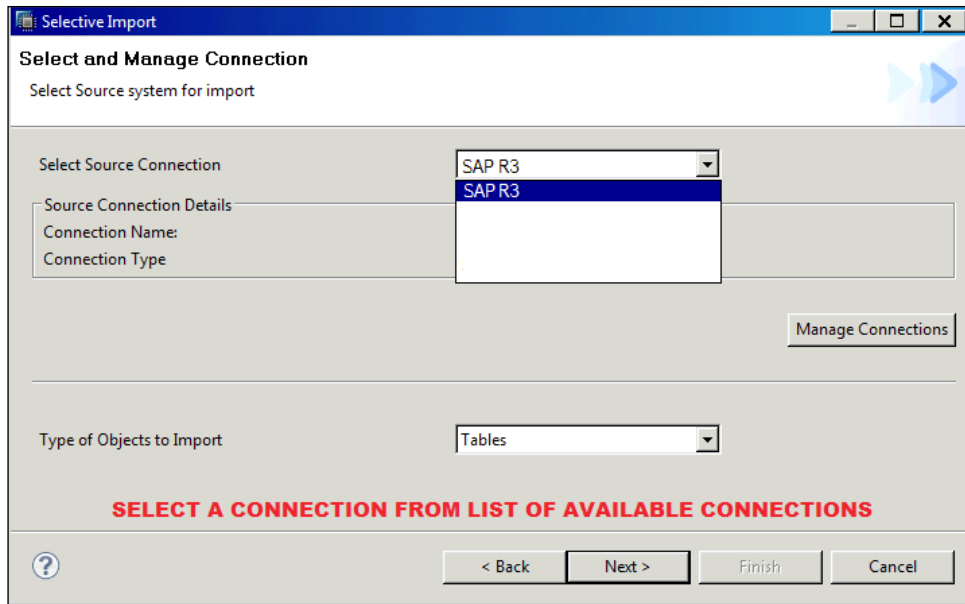 Selective Import
Select and Manage Connection
Select Source system for import
Select Source Connection
SAP R3
SAP R3
Source Connection Details
Connection Name:
Connection Type
Manage Connections
Type of Objects to Import
Tables
SELECT A CONNECTION FROM LIST OF AVAILABLE CONNECTIONS
?
< Back
Next >
Finish
Cancel